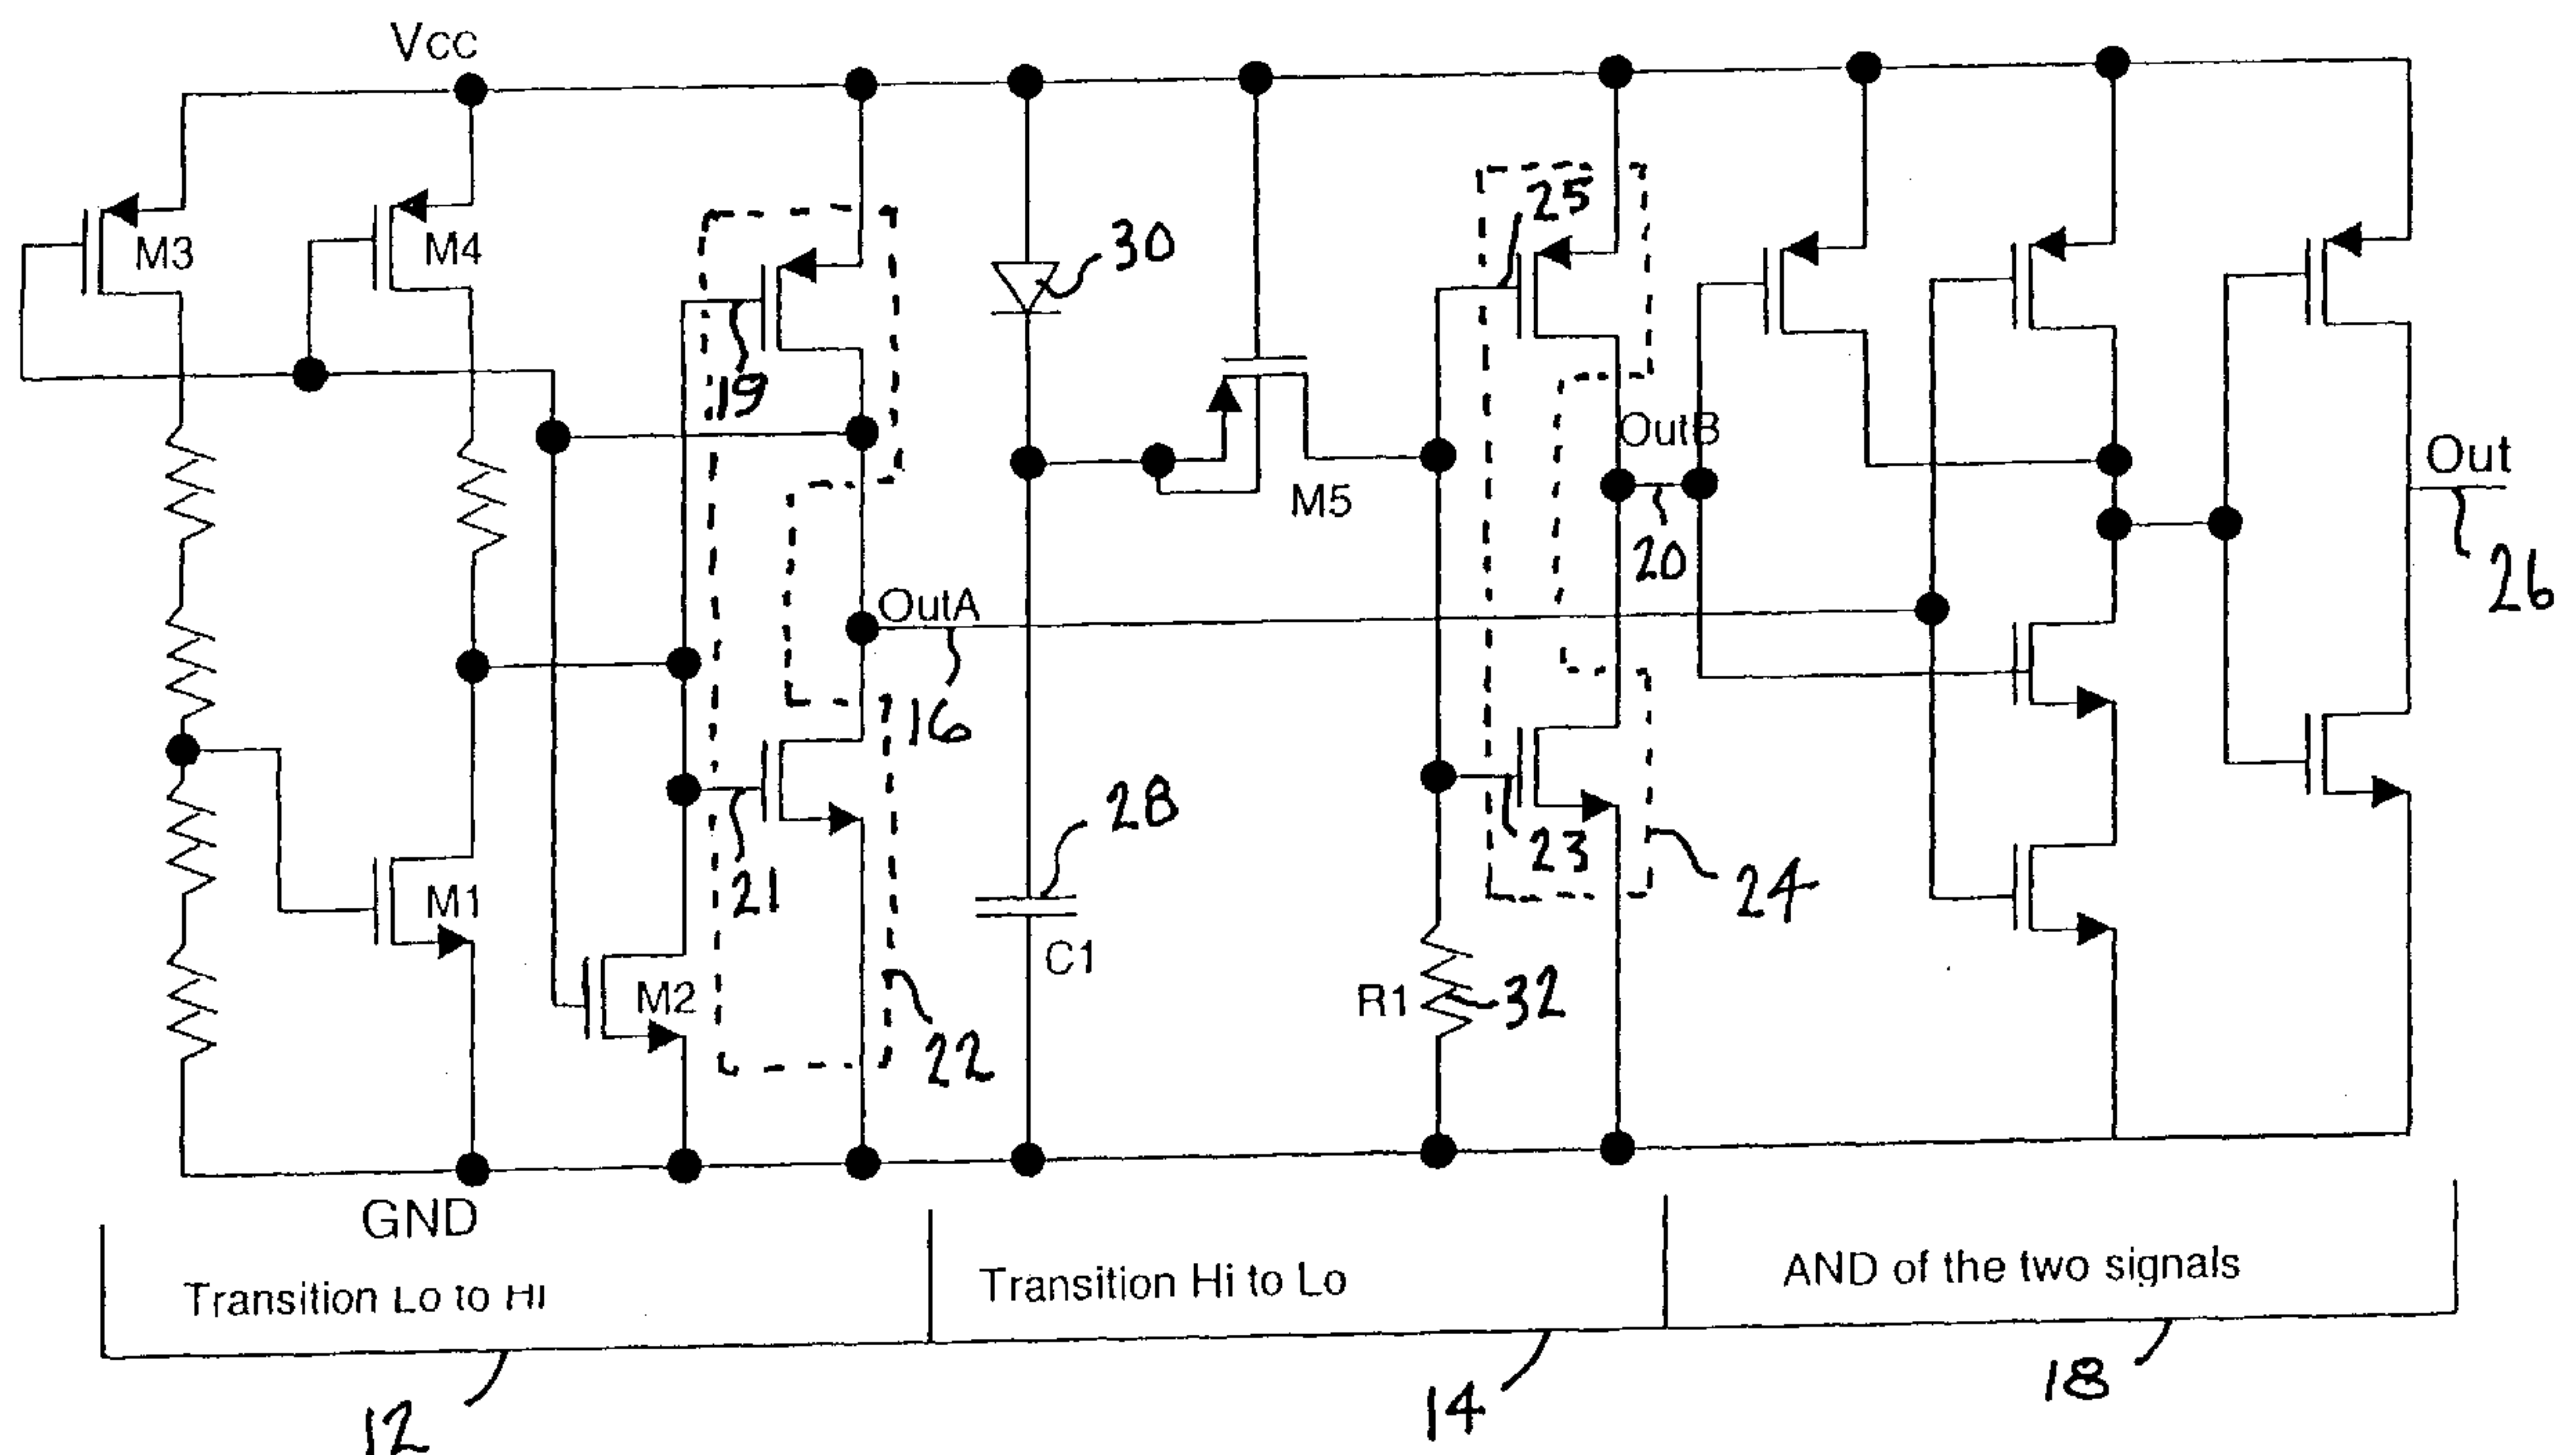 Vcc
M3
M4
25
30
19
OutB
Out
M5
20
26
OutA
16
28
23
24
21
M1
C1
M2
R1
32
22
GND
Transition Lo to Hi
Transition Hi to Lo
AND of the two signals
12
14
18